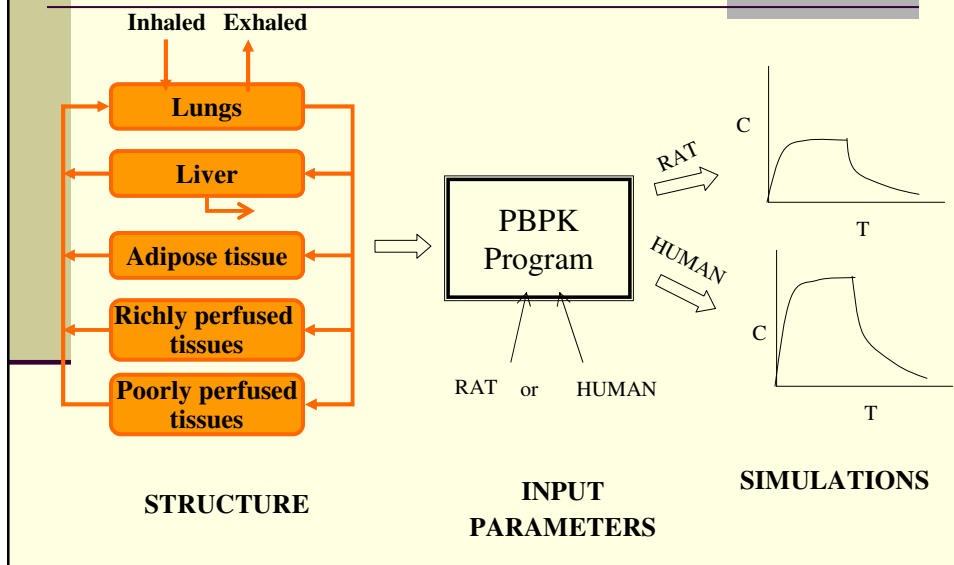 Inhaled Exhaled
Lungs
Liver
Adipose tissue
Richly perfused
tissues
Poorly perfused
tissues
STRUCTURE
PBPK
Program
RAT or HUMAN
INPUT
PARAMETERS
RAT
HUMAN
C
T
C
T
SIMULATIONS